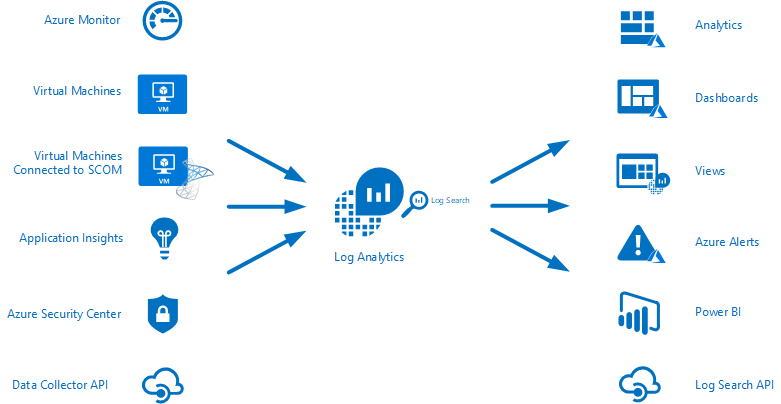 Azure Monitor
Virtual Machines
VM
Virtual Machines
Connected to SCOM
VM
Application Insights
Azure Security Center
Data Collector API
Log Search
Log Analytics
Analytics
Dashboards
Views
Azure Alerts
Power BI
Log Search API